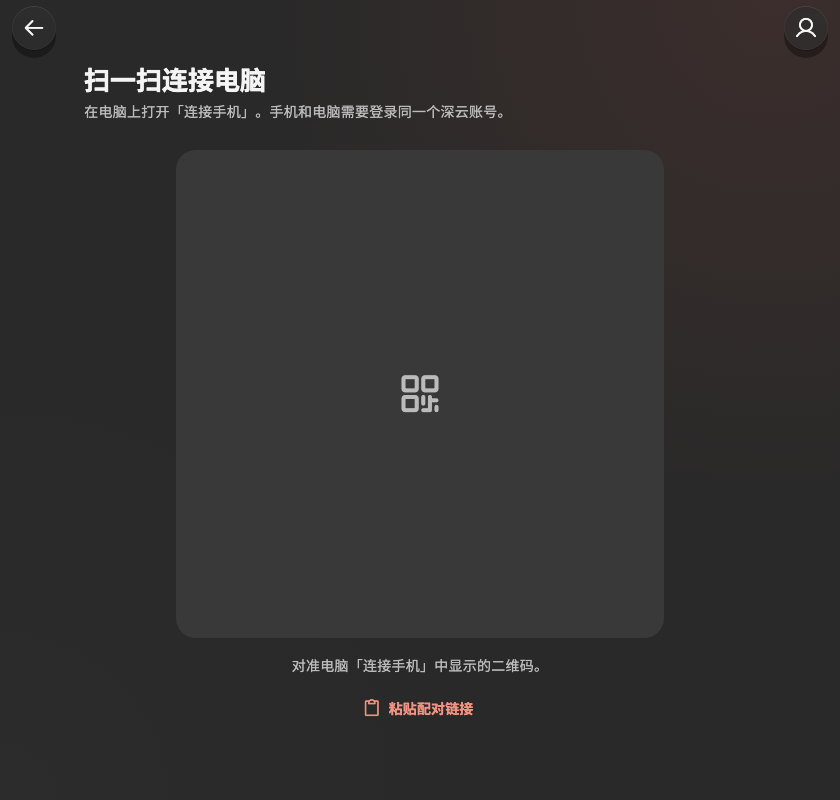 扫一扫连接电脑
在电脑上打开「连接手机」。手机和电脑需要登录同一个深云账号。
对准电脑「连接手机」中显示的二维码。
粘贴配对链接